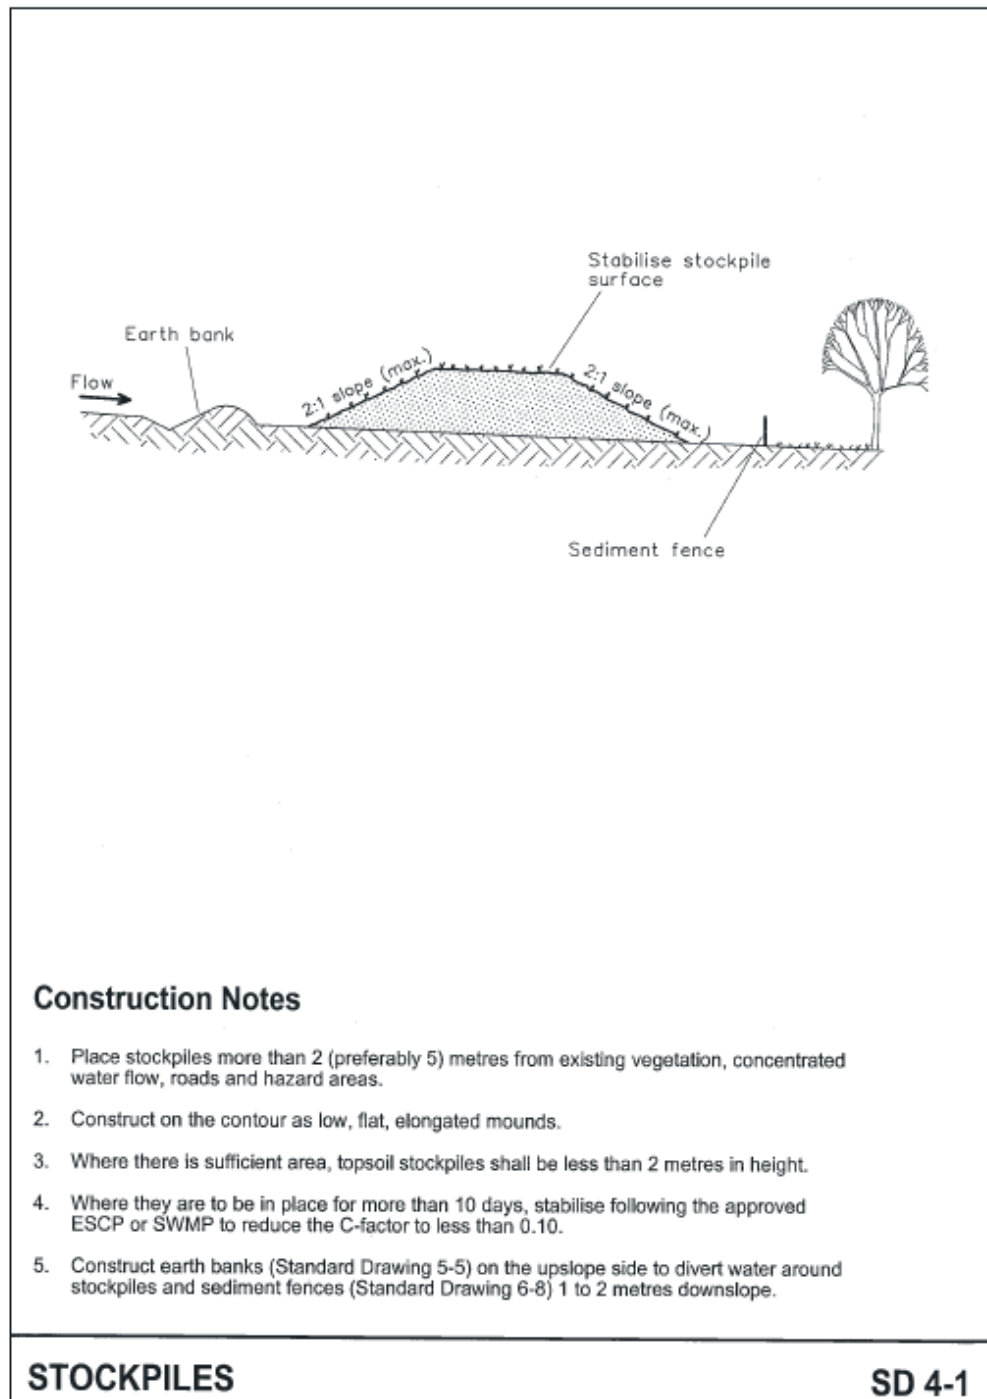 Stabilise stockpile
surface
Earth bank
Flow
2:1 slope (max.)
2:1 slope (max.)
Sediment fence
Construction Notes
1. Place stockpiles more than 2 (preferably 5) metres from existing vegetation, concentrated
water flow, roads and hazard areas.
2. Construct on the contour as low, flat, elongated mounds.
3. Where there is sufficient area, topsoil stockpiles shall be less than 2 metres in height.
4. Where they are to be in place for more than 10 days, stabilise following the approved
ESCP or SWMP to reduce the C-factor to less than 0.10.
5. Construct earth banks (Standard Drawing 5-5) on the upslope side to divert water around
stockpiles and sediment fences (Standard Drawing 6-8) 1 to 2 metres downslope.
STOCKPILES
SD 4-1